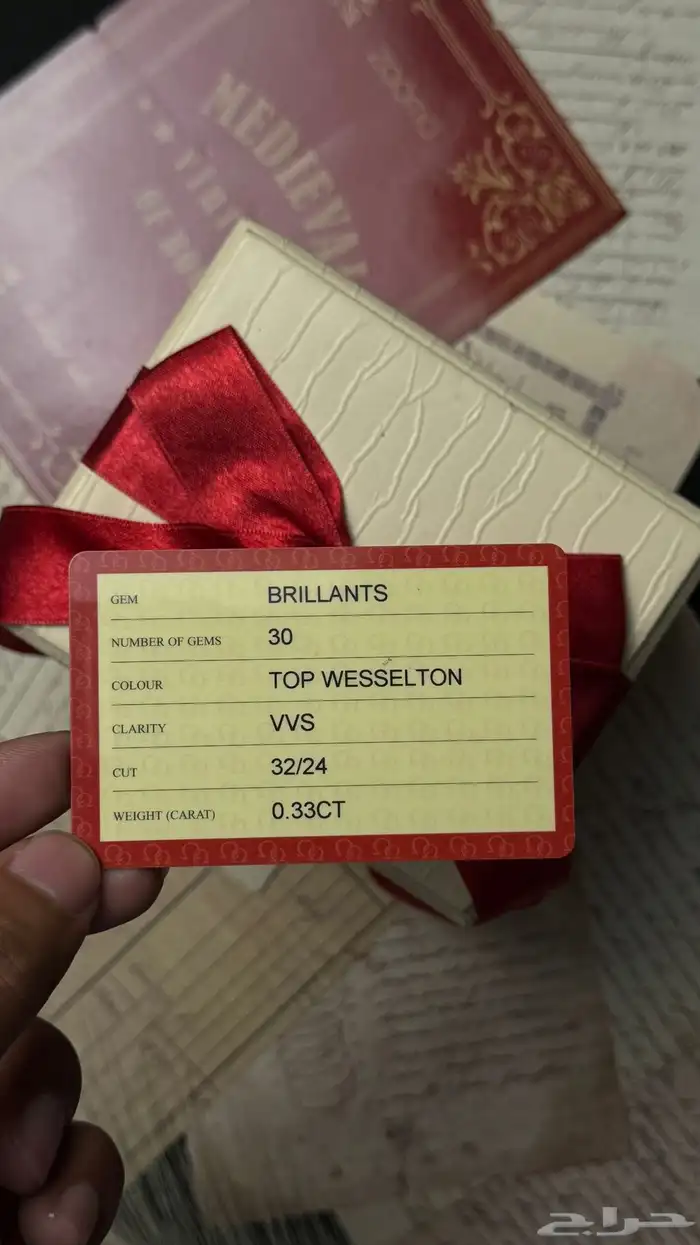 MEDIEVAL
GEM BRILLANTS
NUMBER OF GEMS 30
COLOUR TOP WESSELTON
CLARITY VVS
CUT 32/24
WEIGHT (CARAT) 0.33CT
حراج